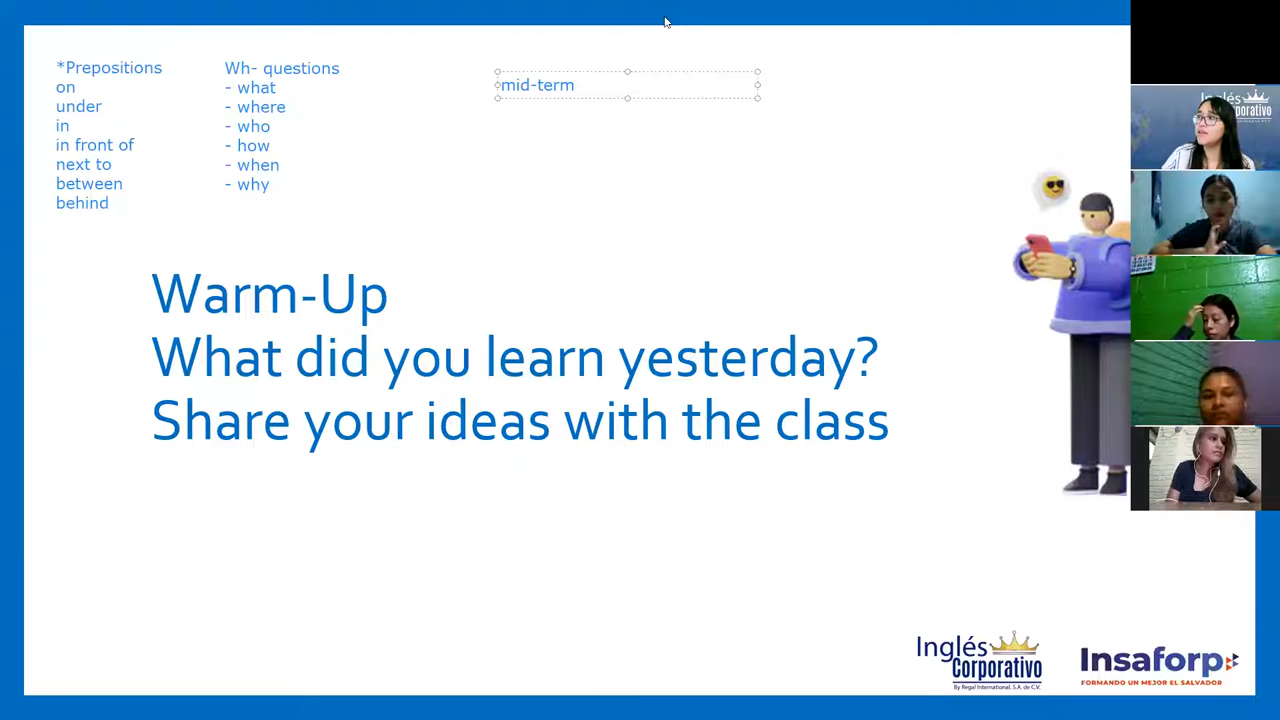 *Prepositions
on
under
in
in front of
next to
between
behind
Wh- questions
- what
- where
- who
- how
- when
- why
mid-term
Warm-Up
What did you learn yesterday?
Share your ideas with the class
Inglés
Corporativo
By Regal International, S.A. de C.V.
Insaforp
FORMANDO UN MEJOR EL SALVADOR
Inglés
Corporativo